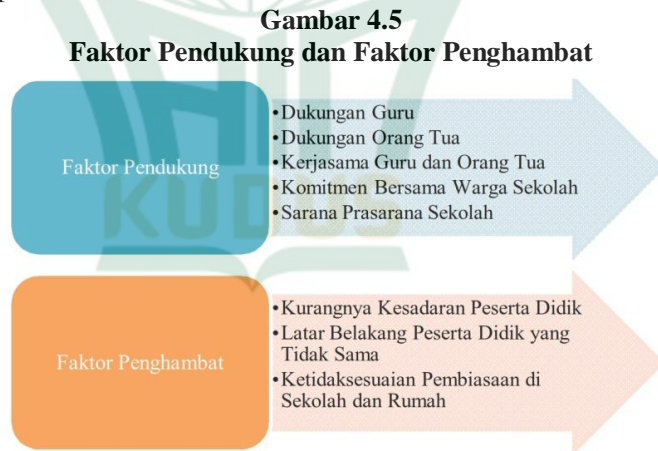 Gambar 4.5
Faktor Pendukung dan Faktor Penghambat
Faktor Pendukung
•Dukungan Guru
•Dukungan Orang Tua
•Kerjasama Guru dan Orang Tua
•Komitmen Bersama Warga Sekolah
•Sarana Prasarana Sekolah
KUDUS
Faktor Penghambat
•Kurangnya Kesadaran Peserta Didik
•Latar Belakang Peserta Didik yang
Tidak Sama
•Ketidaksesuaian Pembiasaan di
Sekolah dan Rumah